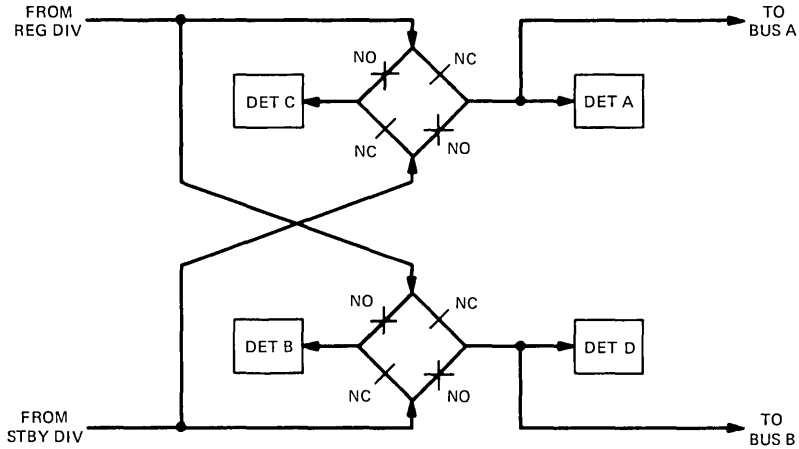 FROM
REG DIV
TO
BUS A
NO
NC
DET C
DET A
NC
NO
NO
NC
DET B
DET D
NC
NO
FROM
STBY DIV
TO
BUS B